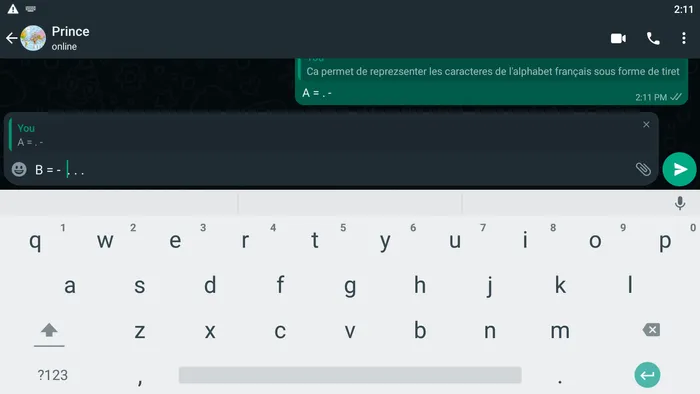 2:11
Prince
online
You
Ca permet de reprezsenter les caracteres de l'alphabet français sous forme de tiret
A = . -
2:11 PM
You
A = . -
B = - . . .
1 2 3 4 5 6 7 8 9 0
q w e r t y u i o p
a s d f g h j k l
z x c v b n m
?123 , .